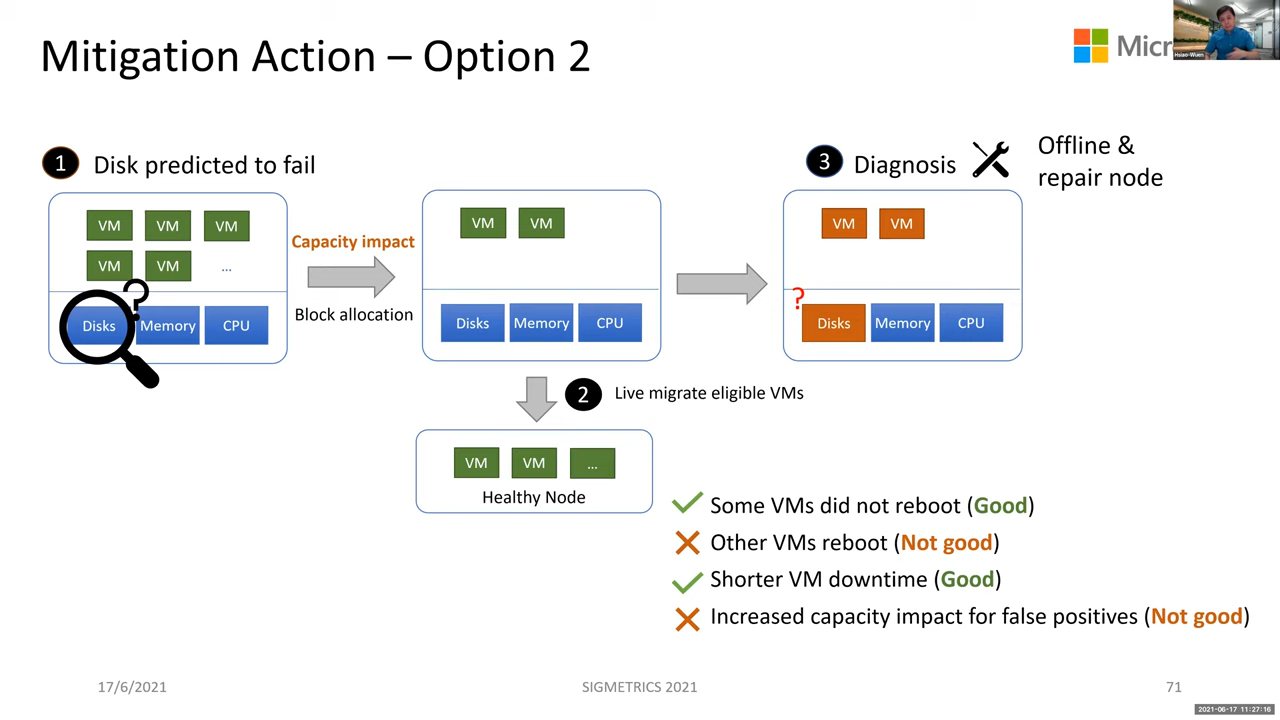 Mitigation Action – Option 2
Micr
Hsiao-Wuen
1 Disk predicted to fail
VM VM VM
VM VM ...
?
Disks Memory CPU
Capacity impact
Block allocation
VM VM
Disks Memory CPU
2 Live migrate eligible VMs
VM VM ...
Healthy Node
3 Diagnosis
Offline &
repair node
VM VM
?
Disks Memory CPU
Some VMs did not reboot (Good)
Other VMs reboot (Not good)
Shorter VM downtime (Good)
Increased capacity impact for false positives (Not good)
17/6/2021
SIGMETRICS 2021
71
2021-06-17 11:27:16